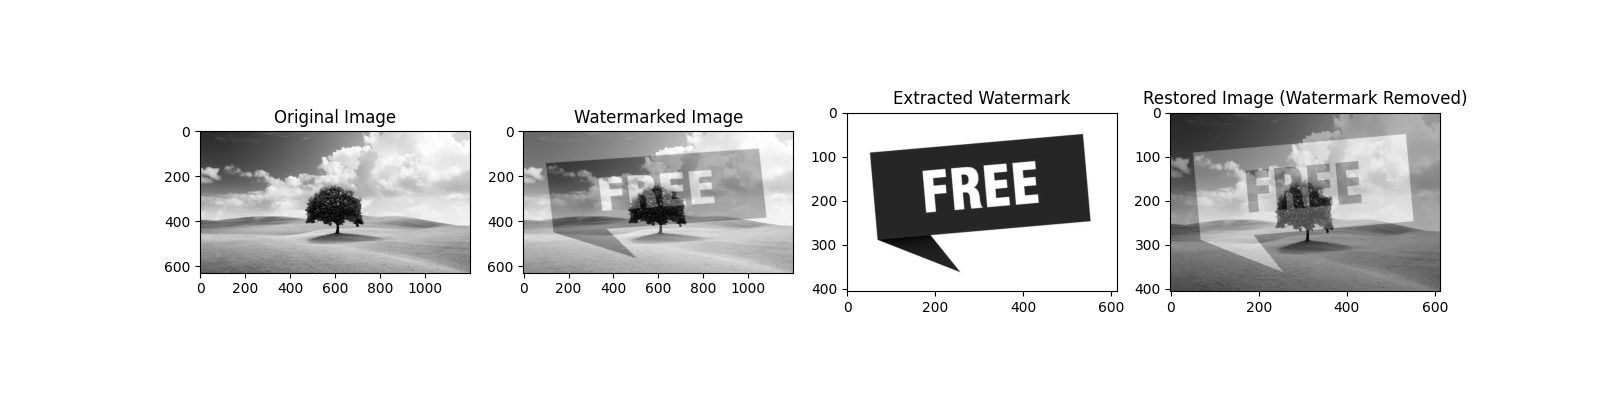 Original Image
0
200
400
600
0 200 400 600 800 1000
Watermarked Image
0
200
400
600
FREE
0 200 400 600 800 1000
Extracted Watermark
0
100
200
300
400
FREE
0 200 400 600
Restored Image (Watermark Removed)
0
100
200
300
400
FREE
0 200 400 600